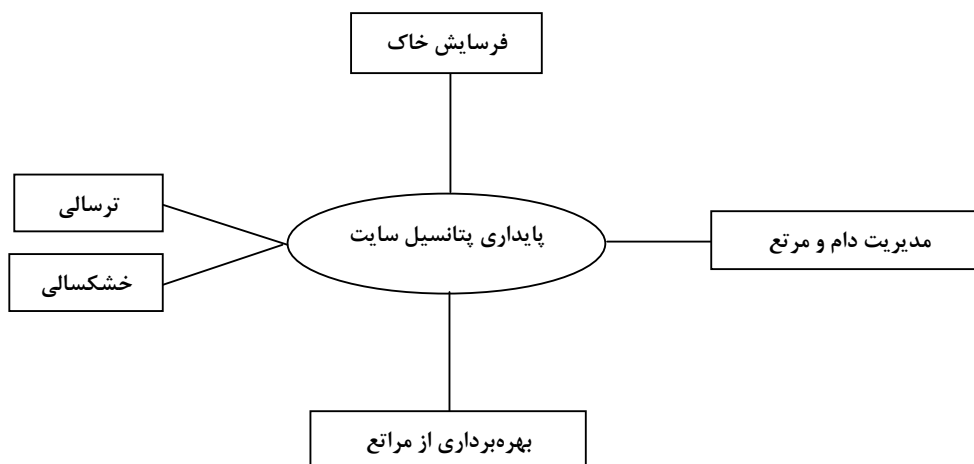 فرسایش خاک
ترسالی
پایداری پتانسیل سایت
مدیریت دام و مرتع
خشکسالی
بهره‌برداری از مراتع